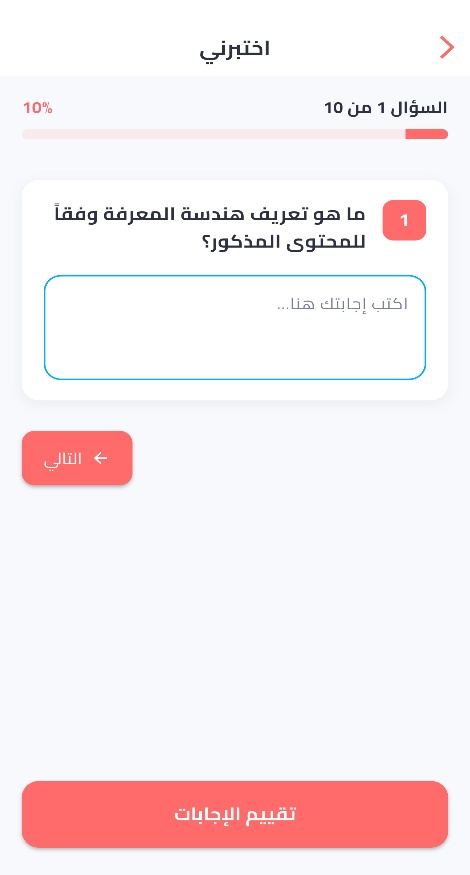 اختبرني
السؤال 1 من 10
10%
1
ما هو تعريف هندسة المعرفة وفقاً
للمحتوى المذكور؟
اكتب إجابتك هنا...
التالي
تقييم الإجابات